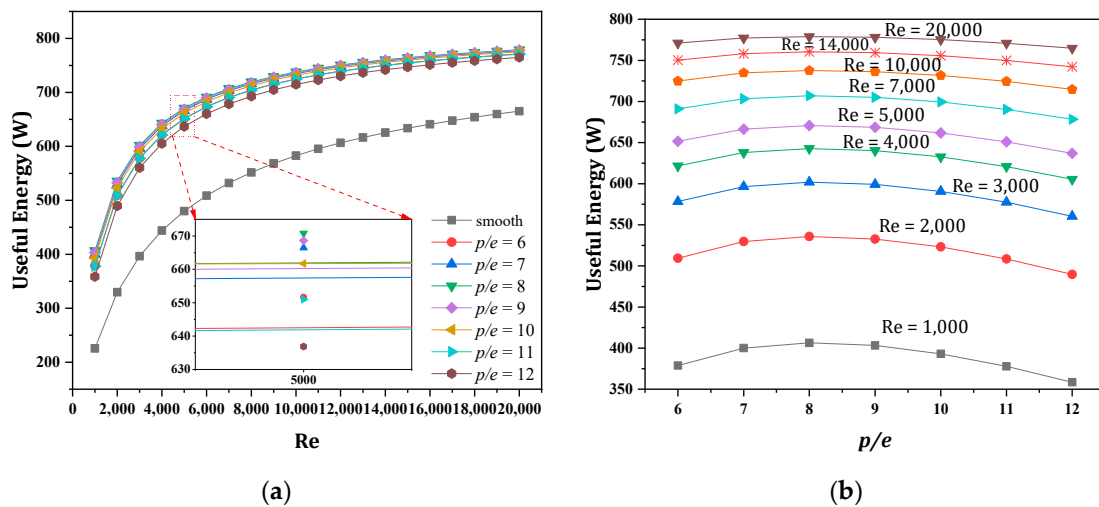 800
700
600
500
400
300
200
Useful Energy (W)
0 2,000 4,000 6,000 8,000 10,000 12,000 14,000 16,000 18,000 20,000
Re
670
660
650
640
630
5000
smooth
p/e = 6
p/e = 7
p/e = 8
p/e = 9
p/e = 10
p/e = 11
p/e = 12
(a)
800
750
700
650
600
550
500
450
400
350
Useful Energy (W)
Re = 20,000
Re = 14,000
Re = 10,000
Re = 7,000
Re = 5,000
Re = 4,000
Re = 3,000
Re = 2,000
Re = 1,000
6 7 8 9 10 11 12
p/e
(b)